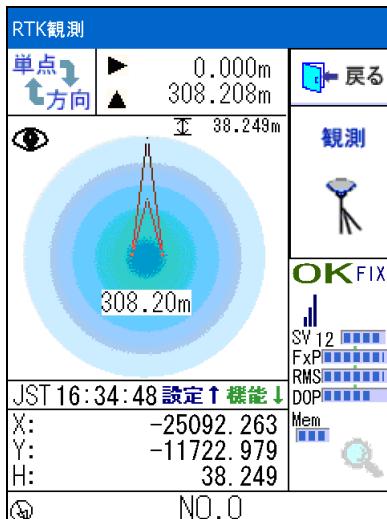 RTK観測
単点
方向
0.000m
308.208m
戻る
38.249m
観測
308.20m
OK FIX
SV 12
FxP
RMS
DOP
JST 16:34:48 設定↑ 機能↓
X: -25092.263
Y: -11722.979
H: 38.249
Mem
NO.0